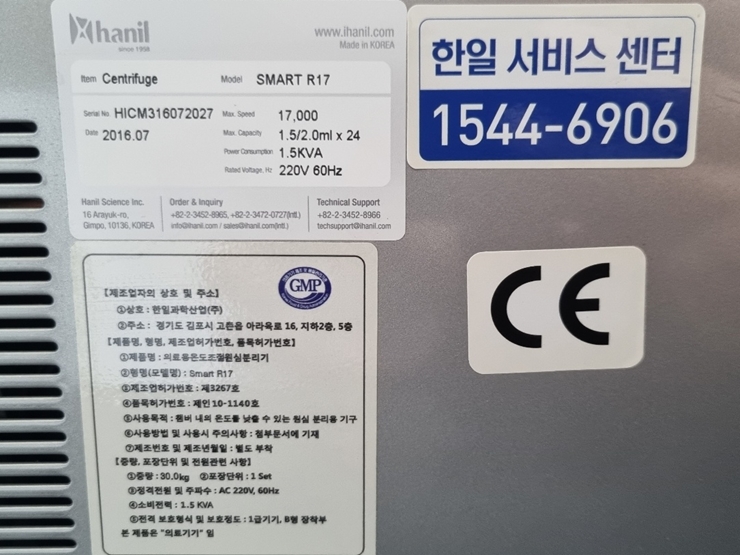 hanil
since 1998
www.ihanil.com
Made in KOREA
Item Centrifuge Model SMART R17
Serial No. HICM316072027 Max. Speed 17,000
Date 2016.07 Max. Capacity 1.5/2.0ml x 24
Power Consumption 1.5KVA
Rated Voltage, Hz 220V 60Hz
Hanil Science Inc.
16 Arayuk-ro,
Gimpo, 10136, KOREA
Order & Inquiry
+82-2-3452-8965, +82-2-3472-0727(Intl.)
info@ihanil.com / sales@ihanil.com(Intl.)
Technical Support
+82-2-3452-8966
techsupport@ihanil.com
한일 서비스 센터
1544-6906
CE
GMP
[제조업자의 상호 및 주소]
①상호 : 한일과학산업(주)
②주소 : 경기도 김포시 고촌읍 아라육로 16, 지하2층, 5층
[제품명, 형명, 제조업허가번호, 품목허가번호]
①제품명 : 의료용온도조절원심분리기
②형명(모델명) : Smart R17
③제조업허가번호 : 제3267호
④품목허가번호 : 제인10-1140호
⑤사용목적 : 챔버 내의 온도를 낮출 수 있는 원심 분리용 기구
⑥사용방법 및 사용시 주의사항 : 첨부문서에 기재
⑦제조번호 및 제조년월일 : 별도 부착
[중량, 포장단위 및 전원관련 사항]
①중량 : 30.0kg ②포장단위 : 1 Set
③정격전원 및 주파수 : AC 220V, 60Hz
④소비전력 : 1.5 KVA
⑤전격 보호형식 및 보호정도 : 1급기기, B형 장착부
본 제품은 "의료기기" 임